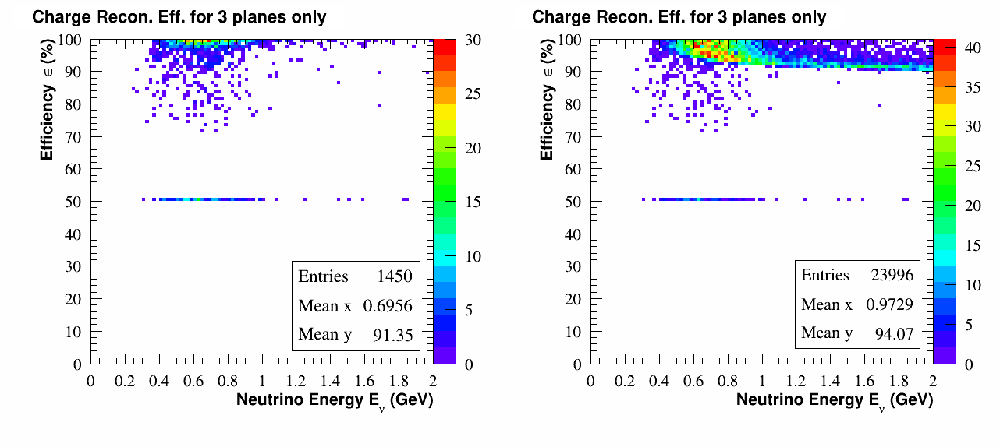 Charge Recon. Eff. for 3 planes only
Efficiency ∈ (%)
100
90
80
70
60
50
40
30
20
10
0
0 0.2 0.4 0.6 0.8 1 1.2 1.4 1.6 1.8 2
Neutrino Energy Eν (GeV)
30
25
20
15
10
5
0
Entries 1450
Mean x 0.6956
Mean y 91.35
Charge Recon. Eff. for 3 planes only
Efficiency ∈ (%)
100
90
80
70
60
50
40
30
20
10
0
0 0.2 0.4 0.6 0.8 1 1.2 1.4 1.6 1.8 2
Neutrino Energy Eν (GeV)
40
35
30
25
20
15
10
5
0
Entries 23996
Mean x 0.9729
Mean y 94.07